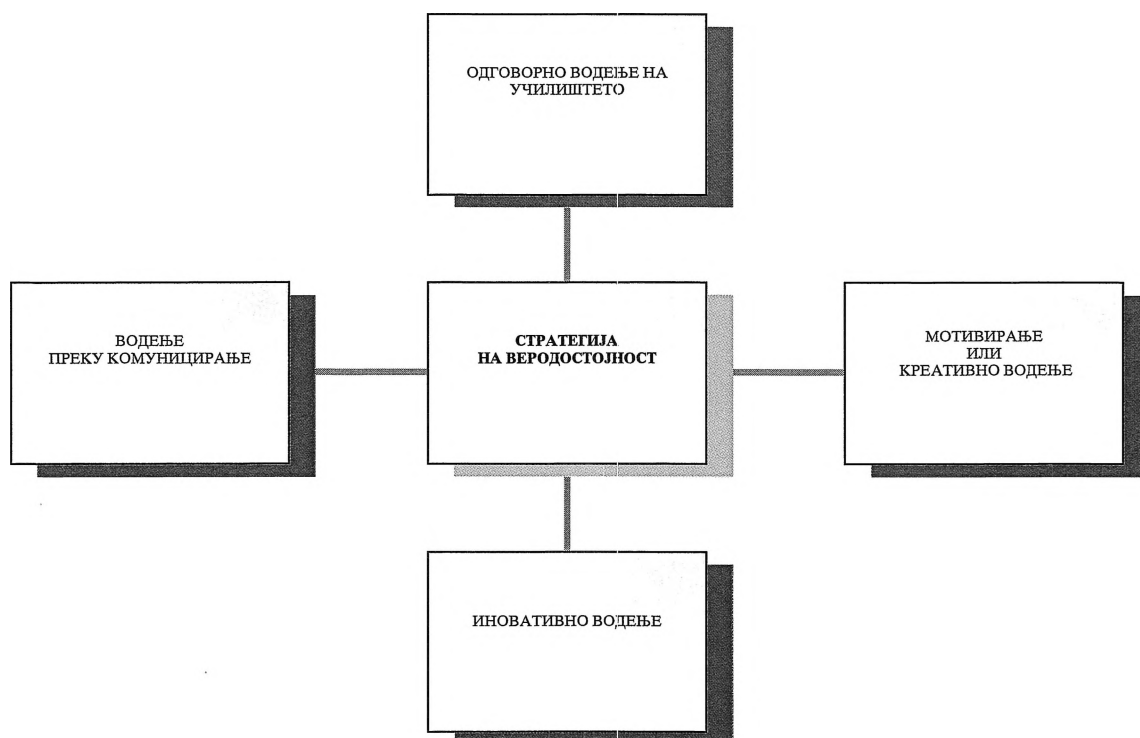 ОДГОВОРНО ВОДЕЊЕ НА
УЧИЛИШТЕТО
ВОДЕЊЕ
ПРЕКУ КОМУНИЦИРАЊЕ
СТРАТЕГИЈА
НА ВЕРОДОСТОЈНОСТ
МОТИВИРАЊЕ
ИЛИ
КРЕАТИВНО ВОДЕЊЕ
ИНОВАТИВНО ВОДЕЊЕ